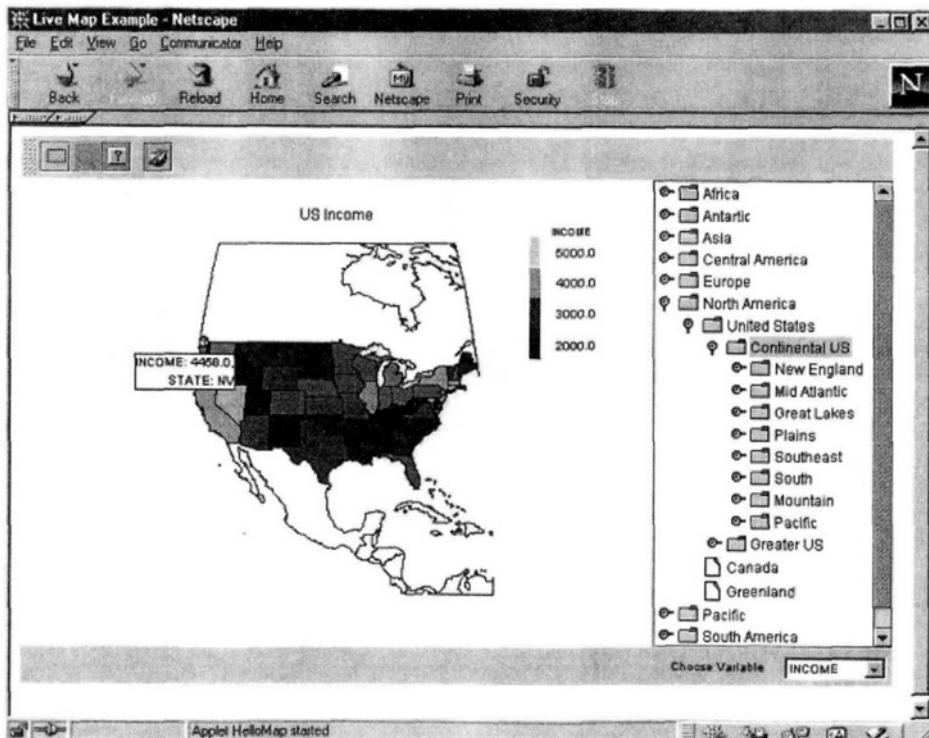 Live Map Example - Netscape
File Edit View Go Communicator Help
Back Reload Home Search Netscape Print Security
My
N
?
US Income
INCOME
5000.0
4000.0
3000.0
2000.0
INCOME: 4458.0,
STATE: NV
Africa
Antartic
Asia
Central America
Europe
North America
United States
Continental US
New England
Mid Atlantic
Great Lakes
Plains
Southeast
South
Mountain
Pacific
Greater US
Canada
Greenland
Pacific
South America
Choose Variable INCOME
Applet HelloMap started